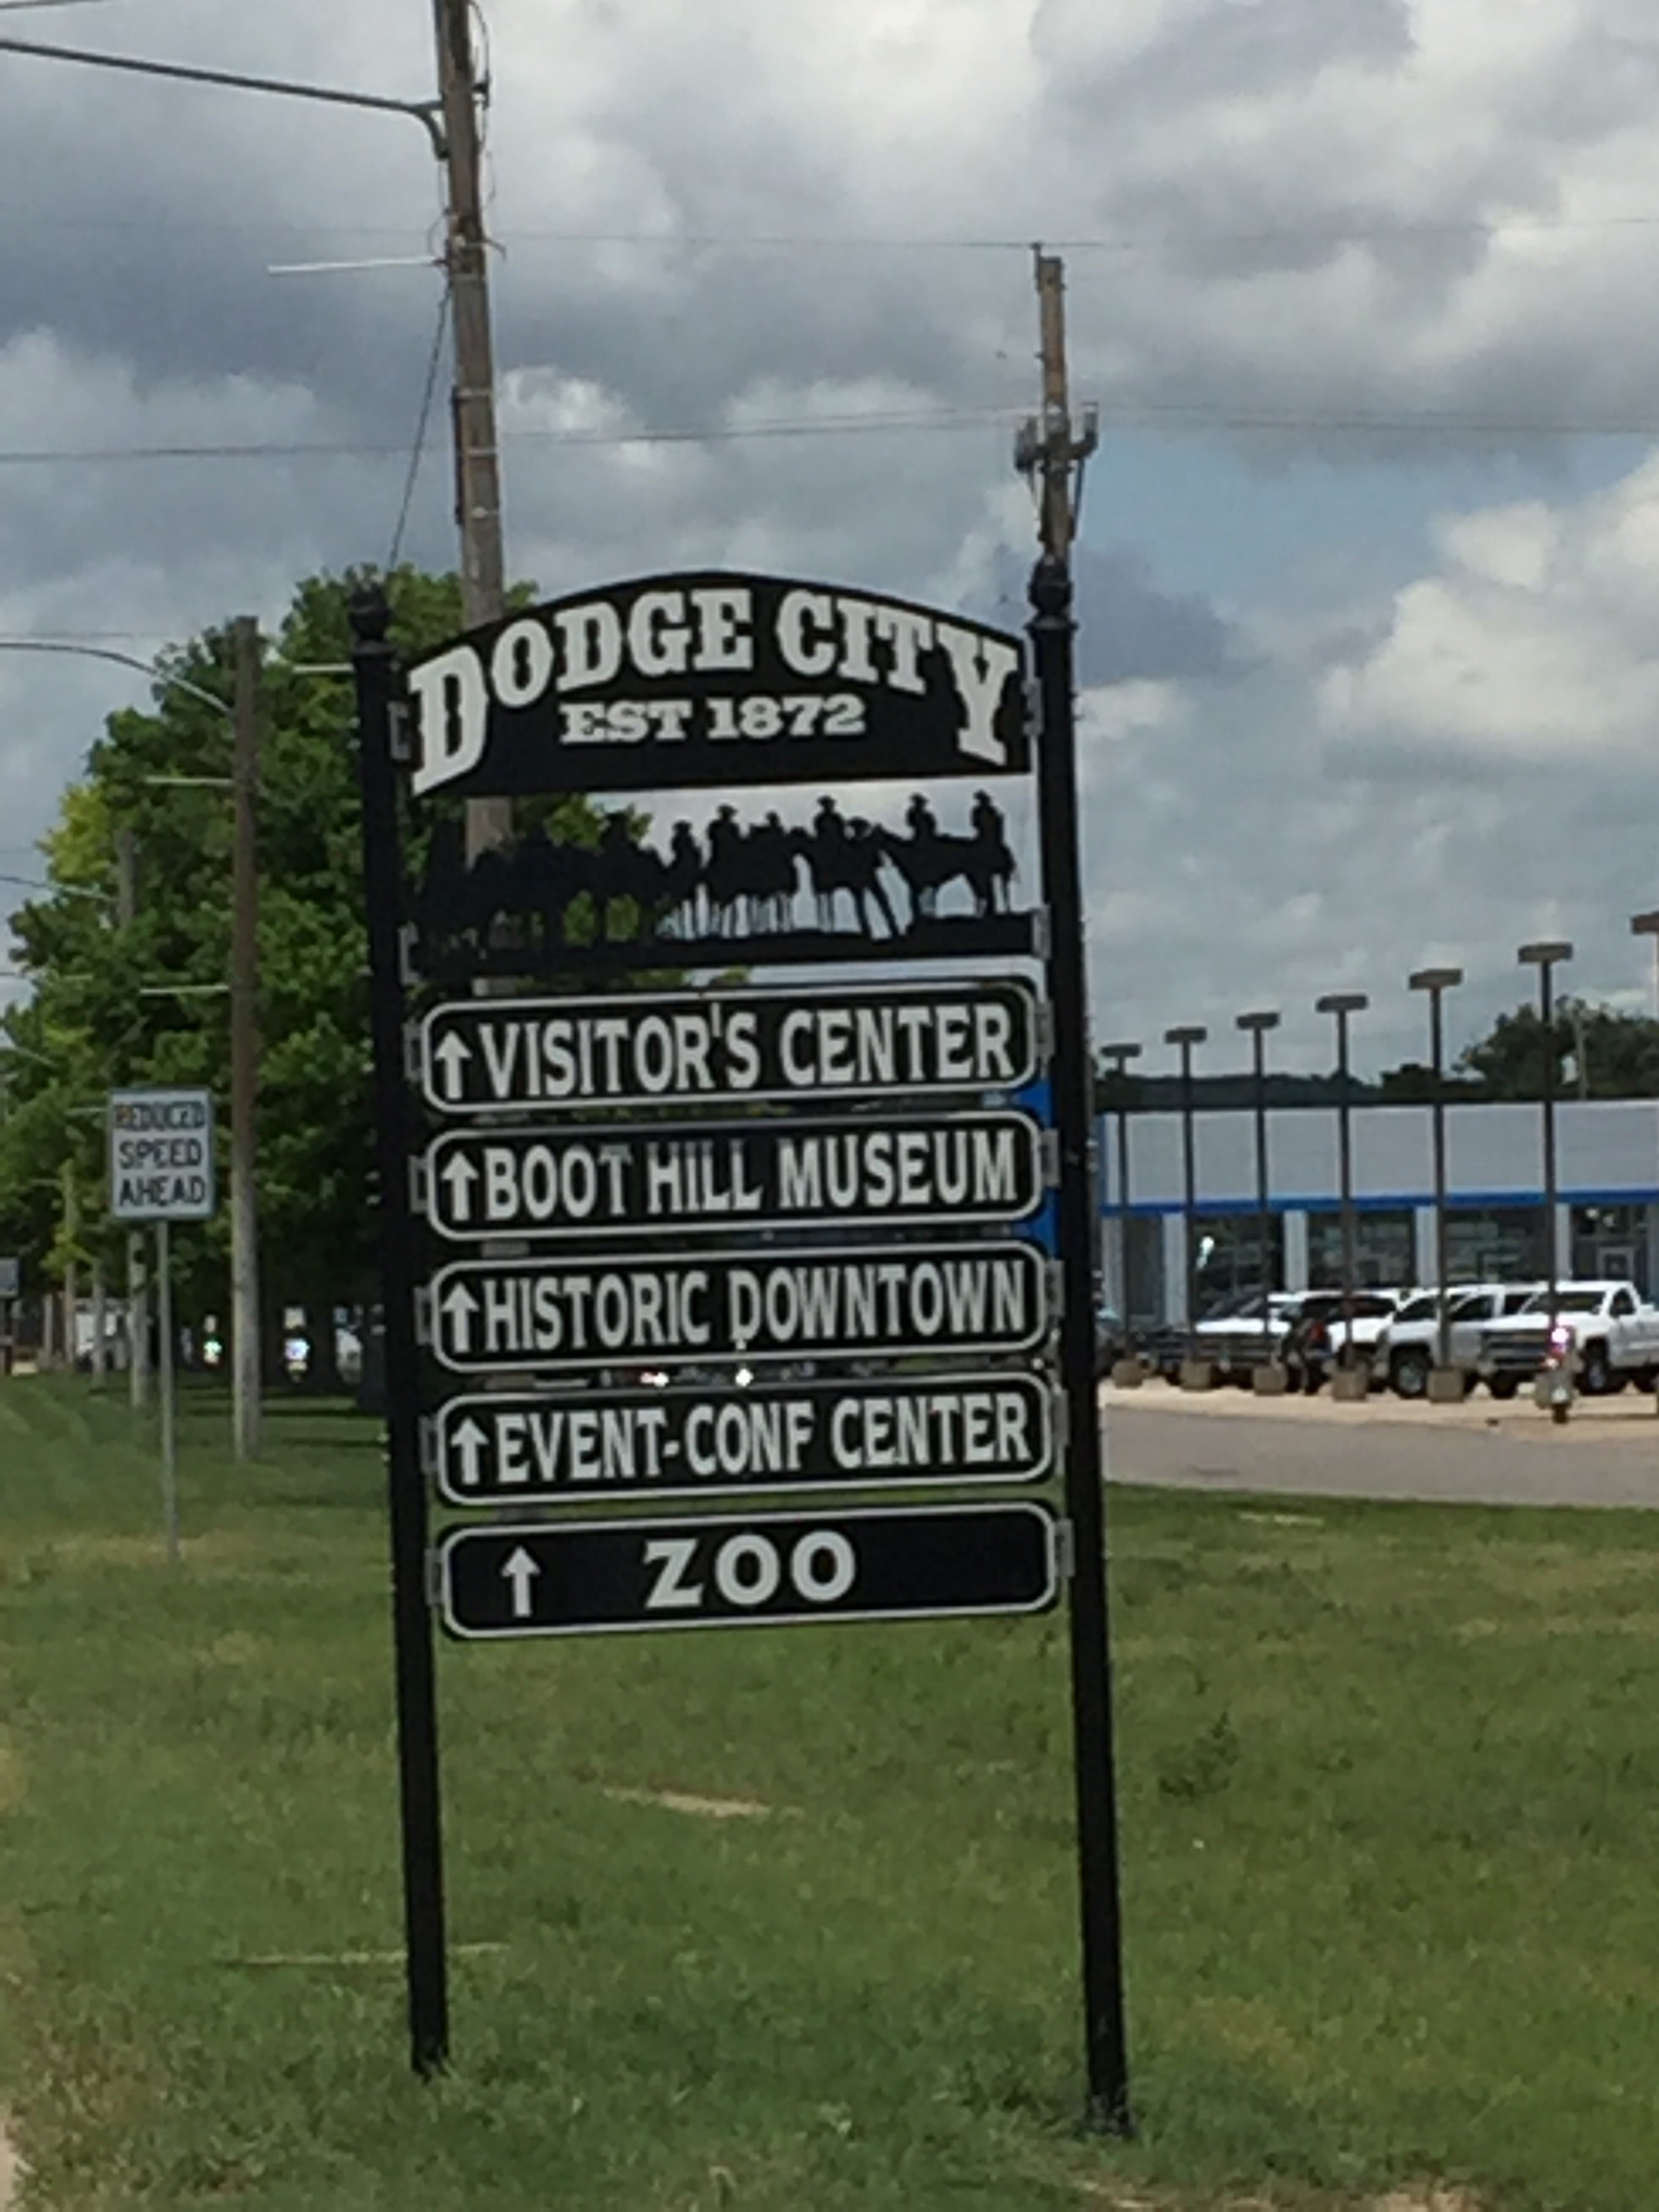 DODGE CITY
EST 1872
↑ VISITOR'S CENTER
↑ BOOT HILL MUSEUM
↑ HISTORIC DOWNTOWN
↑ EVENT-CONF CENTER
↑ ZOO
REDUCED
SPEED
AHEAD